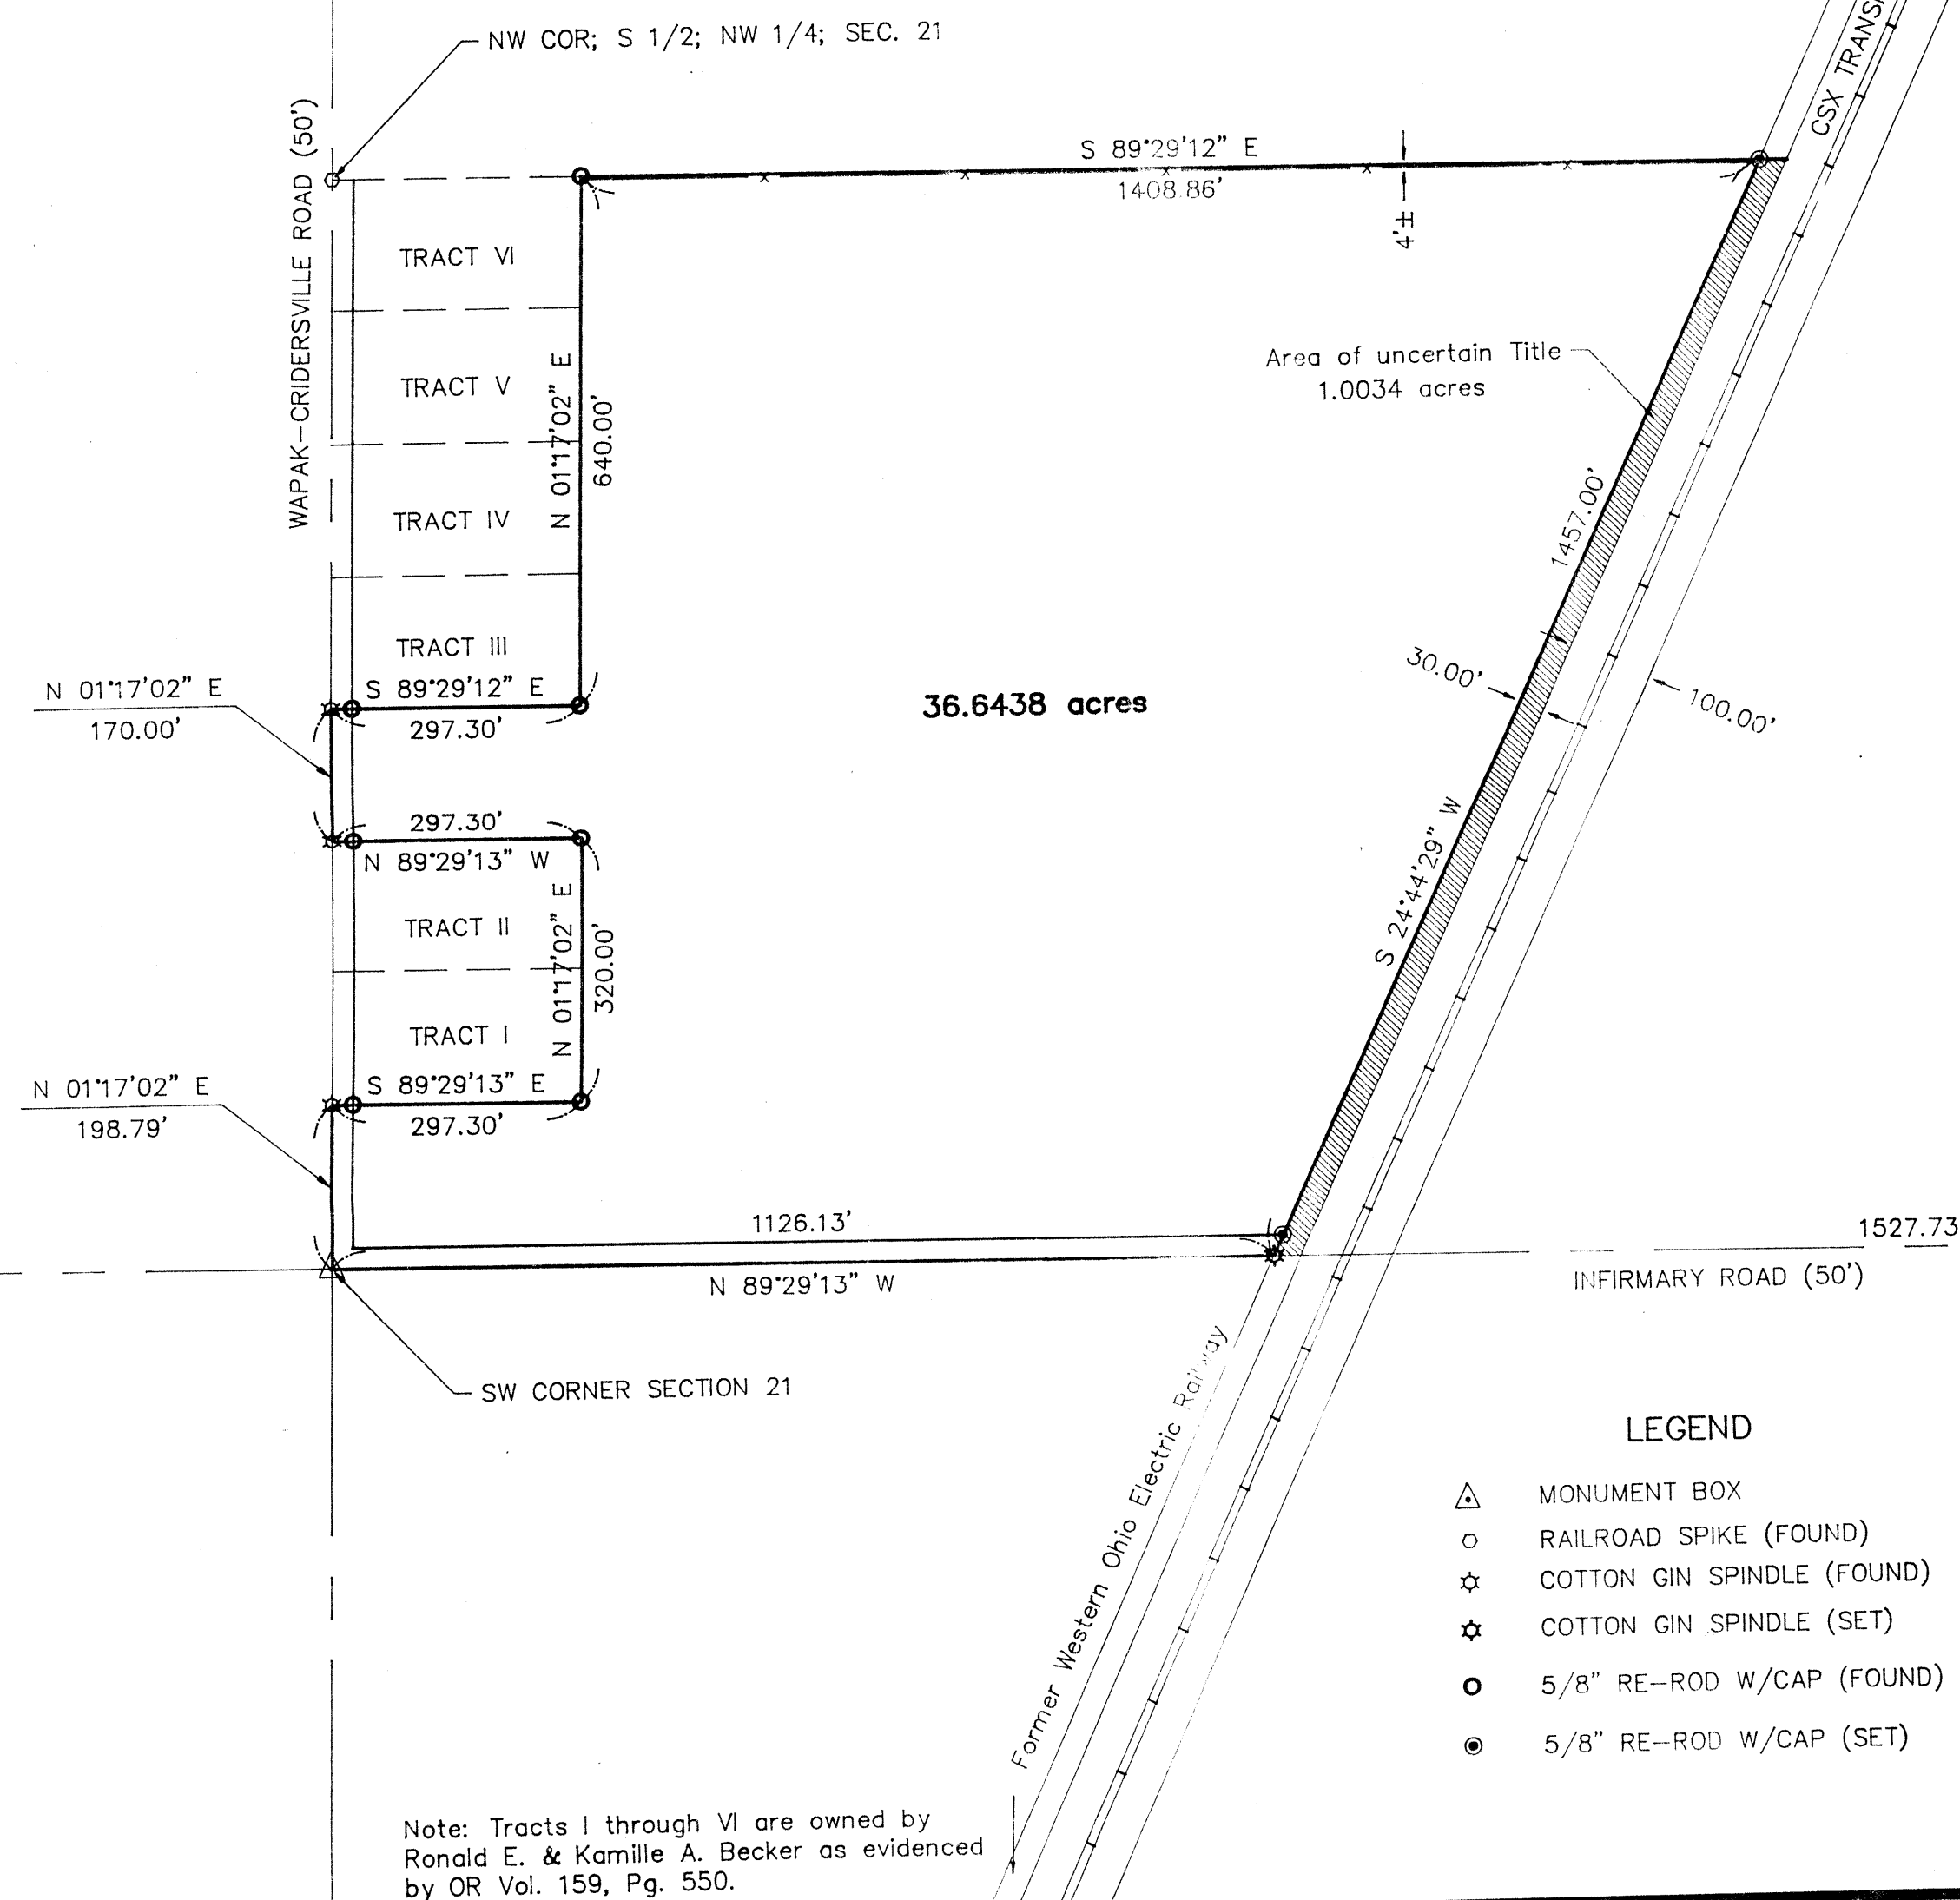 NW COR; S 1/2; NW 1/4; SEC. 21
CSX
WAPAK-CRIDERSVILLE ROAD (50')
S 89°29'12" E
1408.86'
4'±
TRACT VI
Area of uncertain Title
1.0034 acres
TRACT V
N 01°17'02" E
640.00'
TRACT IV
1457.00'
TRACT III
30.00'
100.00'
N 01°17'02" E
170.00'
S 89°29'12" E
297.30'
36.6438 acres
297.30'
N 89°29'13" W
S 24°44'29" W
TRACT II
N 01°17'02" E
320.00'
TRACT I
N 01°17'02" E
198.79'
S 89°29'13" E
297.30'
1126.13'
N 89°29'13" W
1527.73
INFIRMARY ROAD (50')
SW CORNER SECTION 21
Former Western Ohio Electric Railway
LEGEND
MONUMENT BOX
RAILROAD SPIKE (FOUND)
COTTON GIN SPINDLE (FOUND)
COTTON GIN SPINDLE (SET)
5/8" RE-ROD W/CAP (FOUND)
5/8" RE-ROD W/CAP (SET)
Note: Tracts I through VI are owned by
Ronald E. & Kamille A. Becker as evidenced
by OR Vol. 159, Pg. 550.